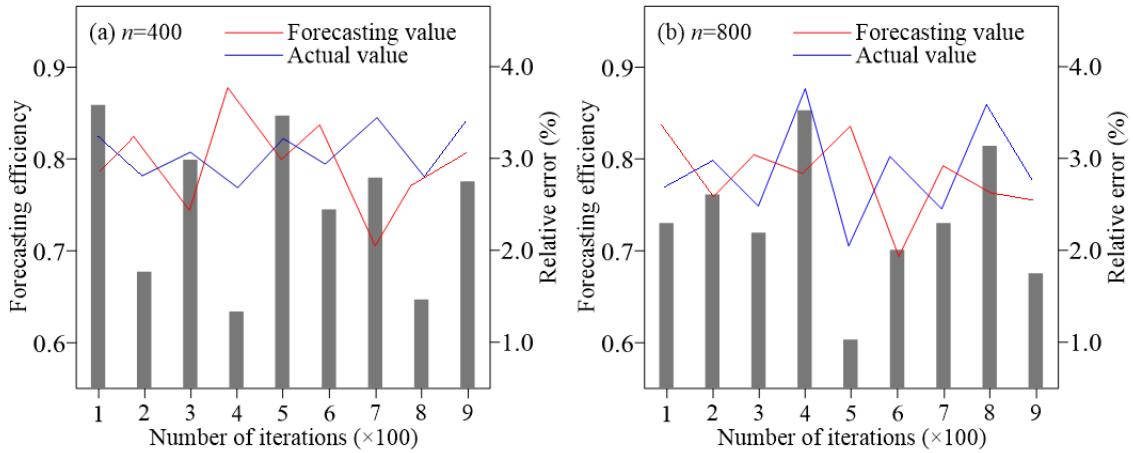 (a) n=400
Forecasting value
Actual value
Forecasting efficiency
0.9
0.8
0.7
0.6
4.0
3.0
2.0
1.0
Relative error (%)
1 2 3 4 5 6 7 8 9
Number of iterations (×100)
(b) n=800
Forecasting value
Actual value
Forecasting efficiency
0.9
0.8
0.7
0.6
4.0
3.0
2.0
1.0
Relative error (%)
1 2 3 4 5 6 7 8 9
Number of iterations (×100)